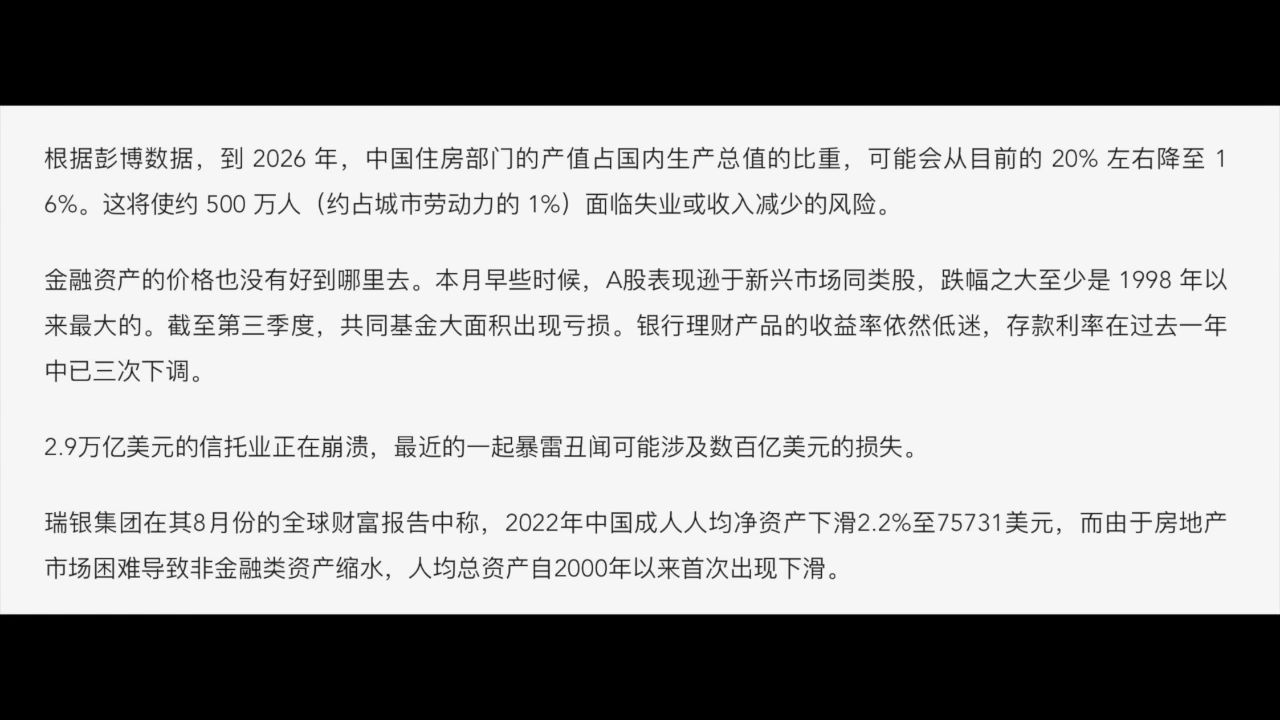 根据彭博数据，到 2026 年，中国住房部门的产值占国内生产总值的比重，可能会从目前的 20% 左右降至 1
6%。这将使约 500 万人（约占城市劳动力的 1%）面临失业或收入减少的风险。
金融资产的价格也没有好到哪里去。本月早些时候，A股表现逊于新兴市场同类股，跌幅之大至少是 1998 年以
来最大的。截至第三季度，共同基金大面积出现亏损。银行理财产品的收益率依然低迷，存款利率在过去一年
中已三次下调。
2.9万亿美元的信托业正在崩溃，最近的一起暴雷丑闻可能涉及数百亿美元的损失。
瑞银集团在其8月份的全球财富报告中称，2022年中国成人人均净资产下滑2.2%至75731美元，而由于房地产
市场困难导致非金融类资产缩水，人均总资产自2000年以来首次出现下滑。